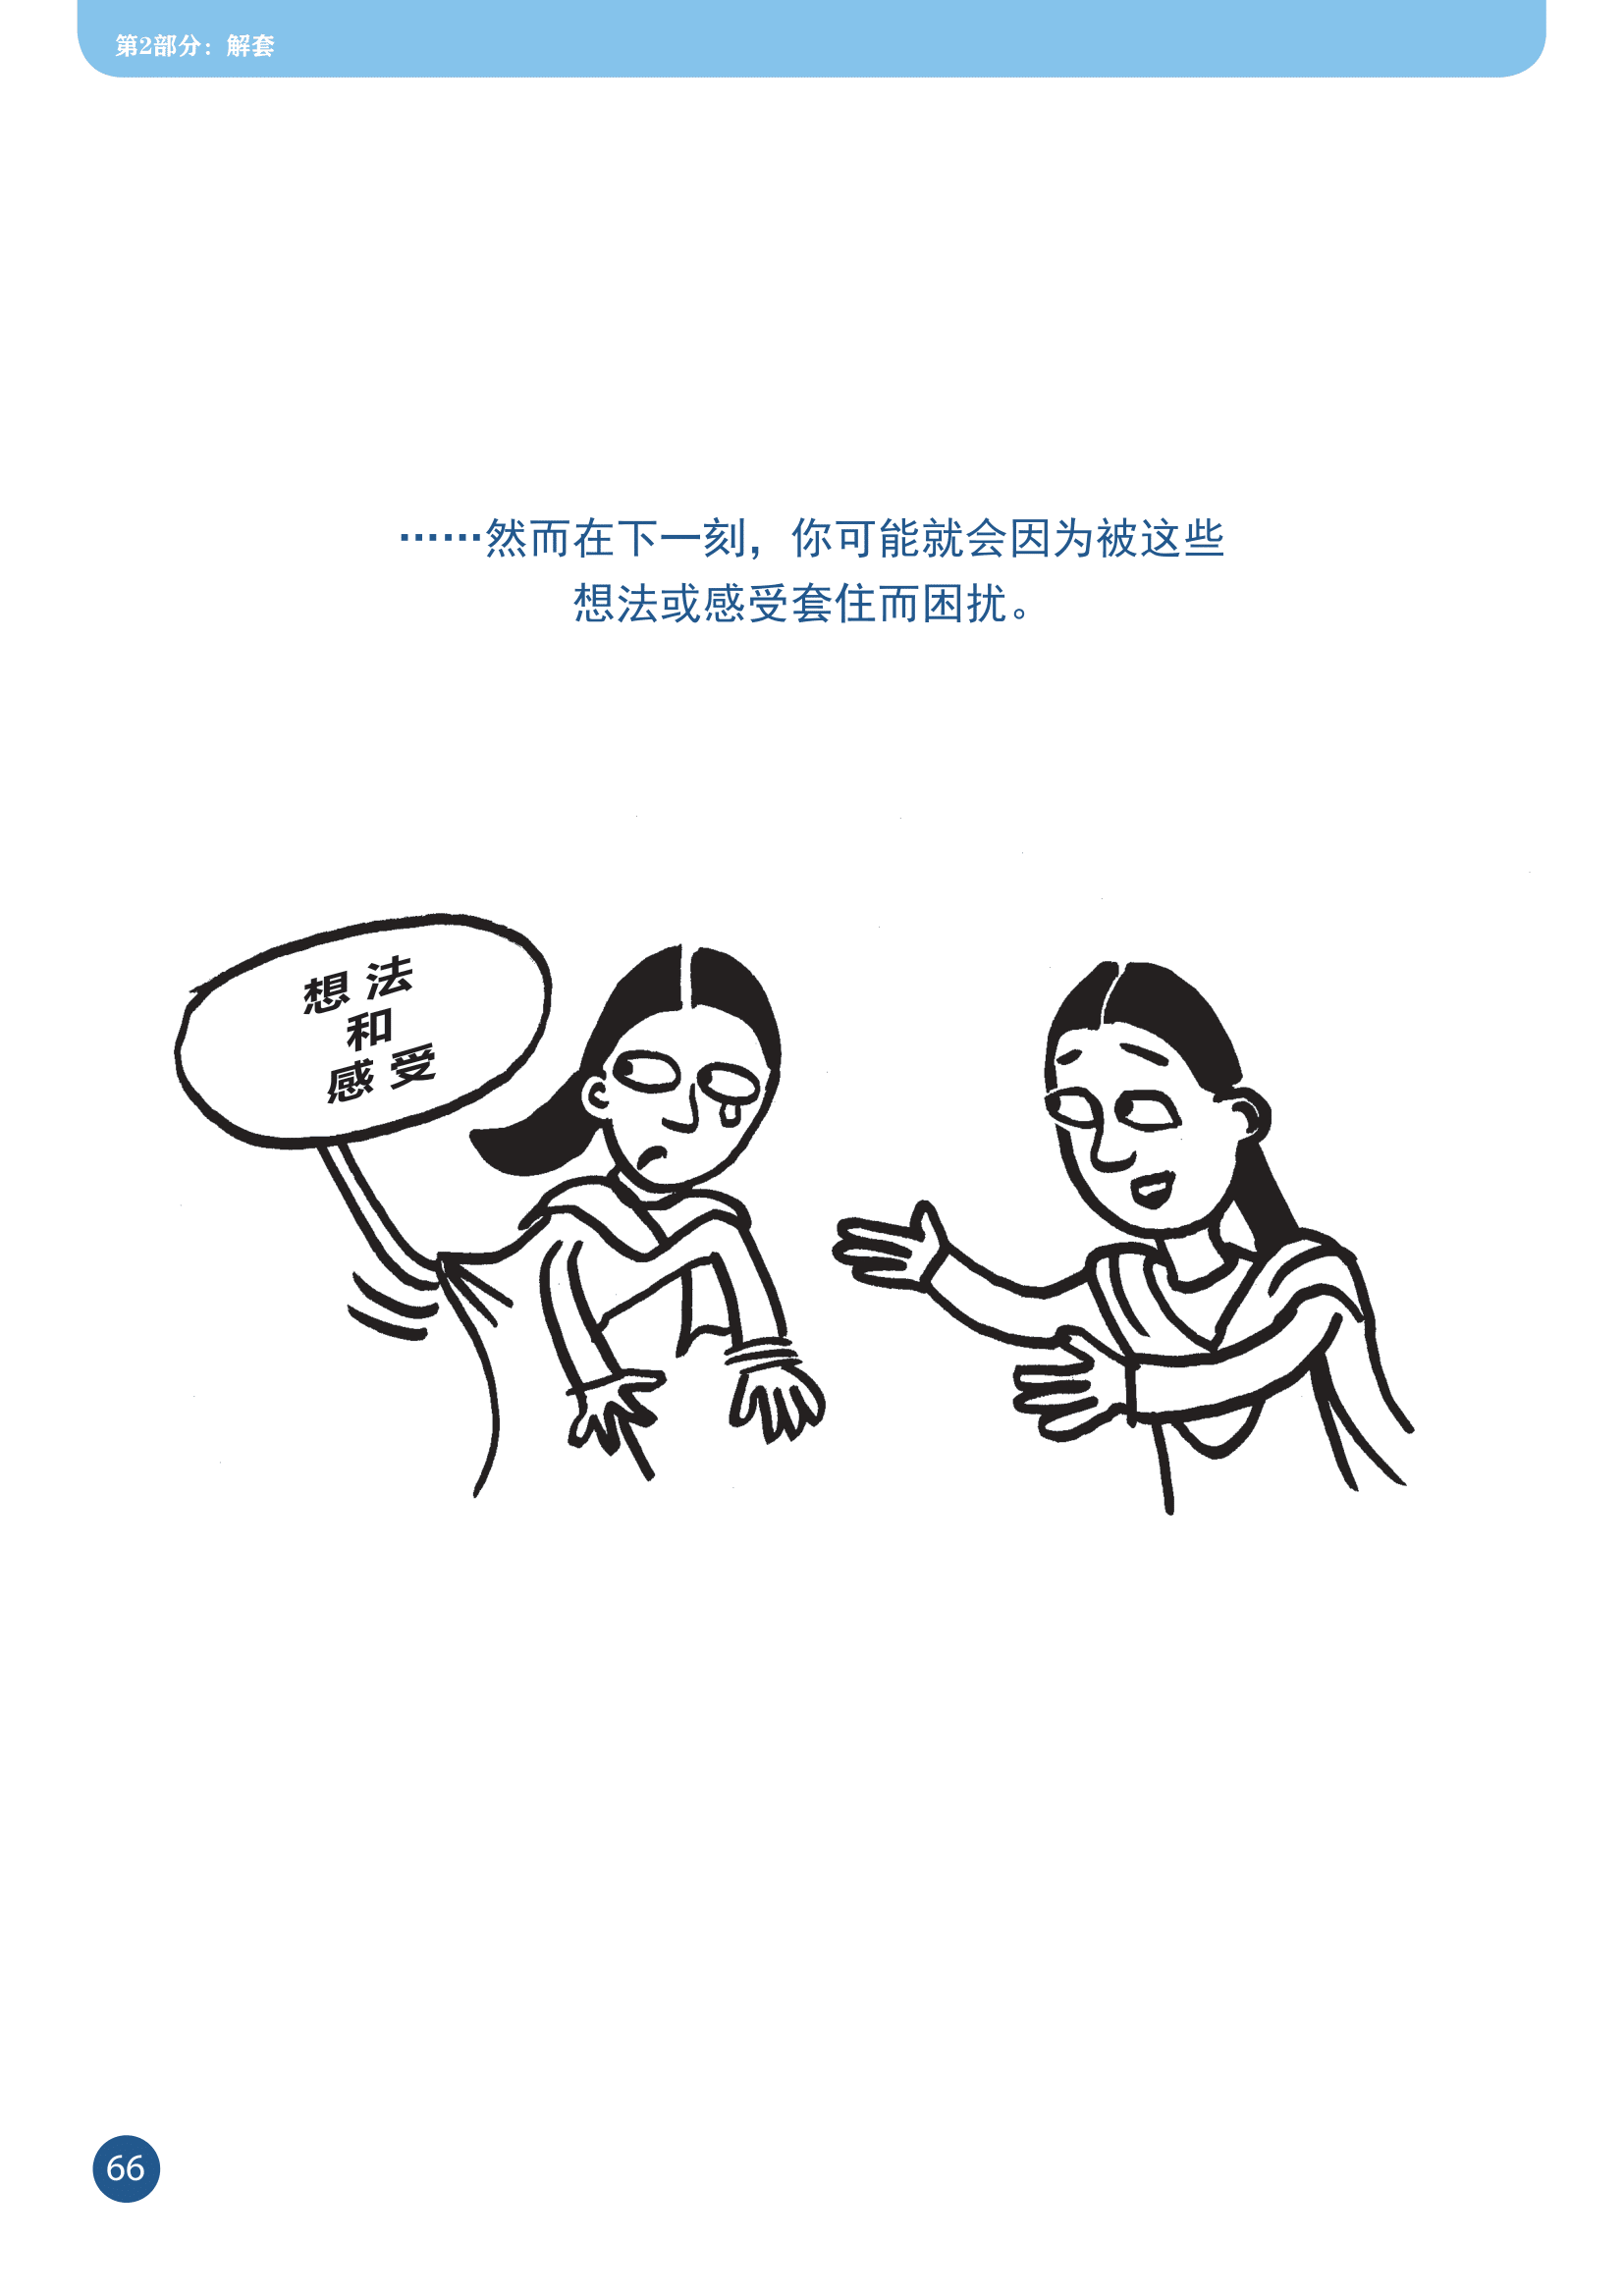 第2部分：解套
……然而在下一刻，你可能就会因为被这些
想法或感受套住而困扰。
想法
和
感受
66